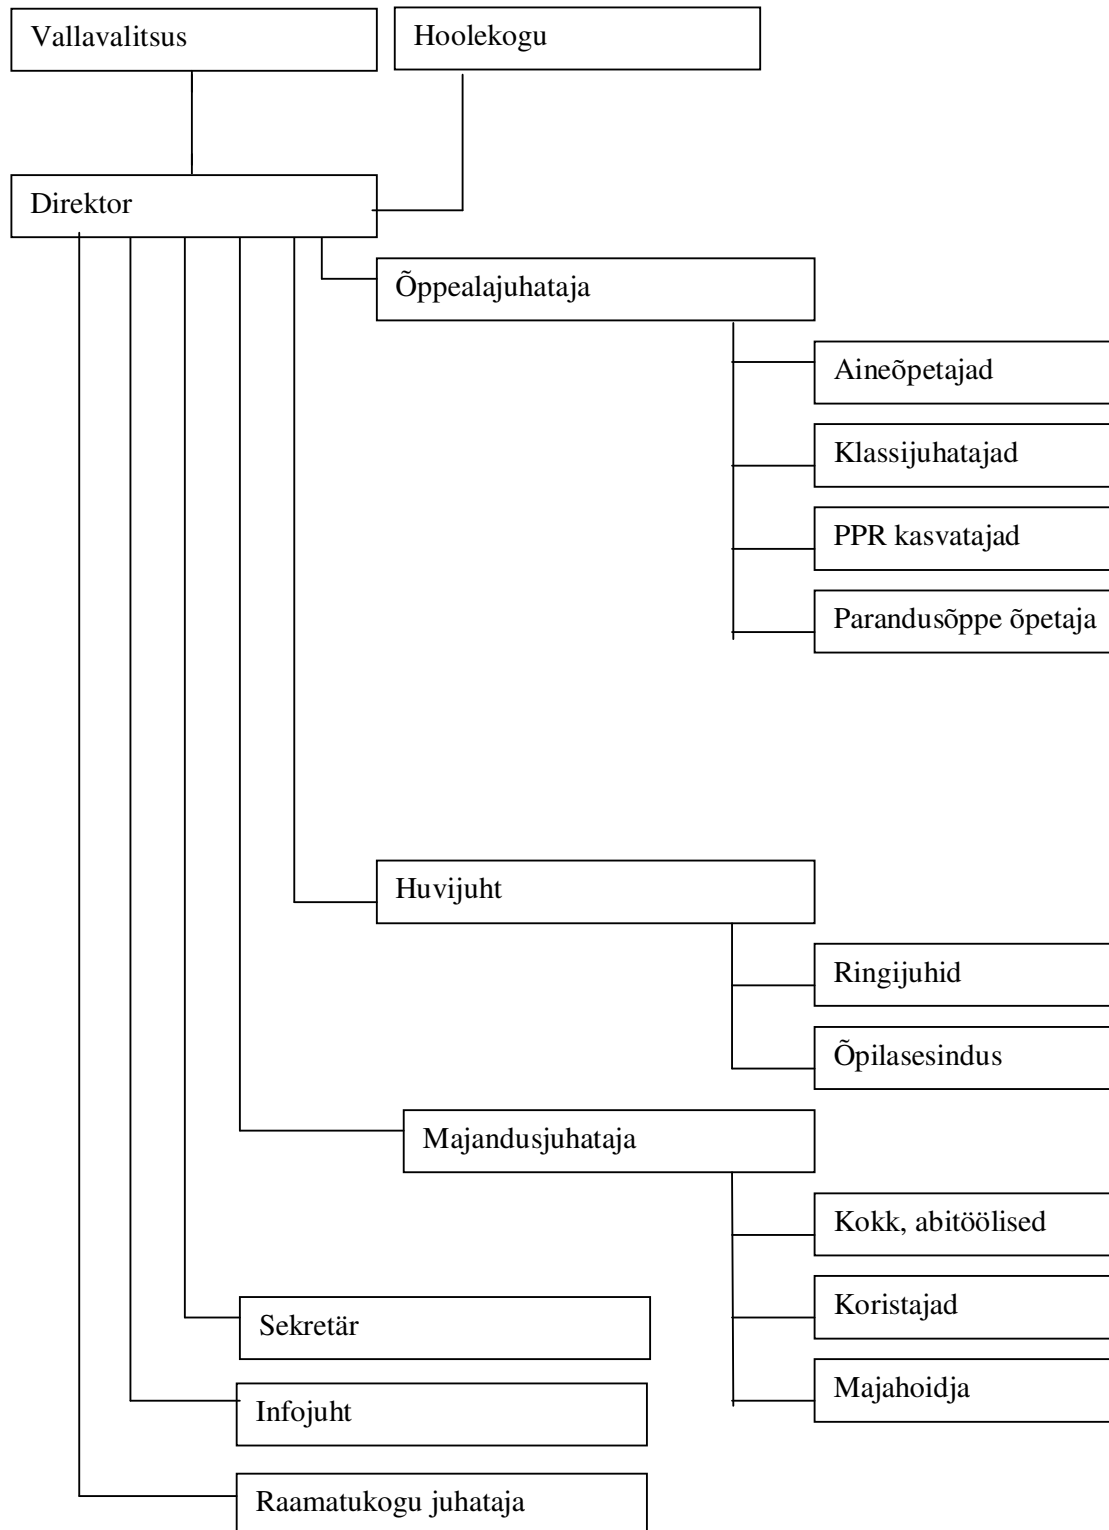 Vallavalitsus
Hoolekogu
Direktor
Õppealajuhataja
Aineõpetajad
Klassijuhatajad
PPR kasvatajad
Parandusõppe õpetaja
Huvijuht
Ringijuhid
Õpilasesindus
Majandusjuhataja
Kokk, abitöölised
Koristajad
Majahoidja
Sekretär
Infojuht
Raamatukogu juhataja